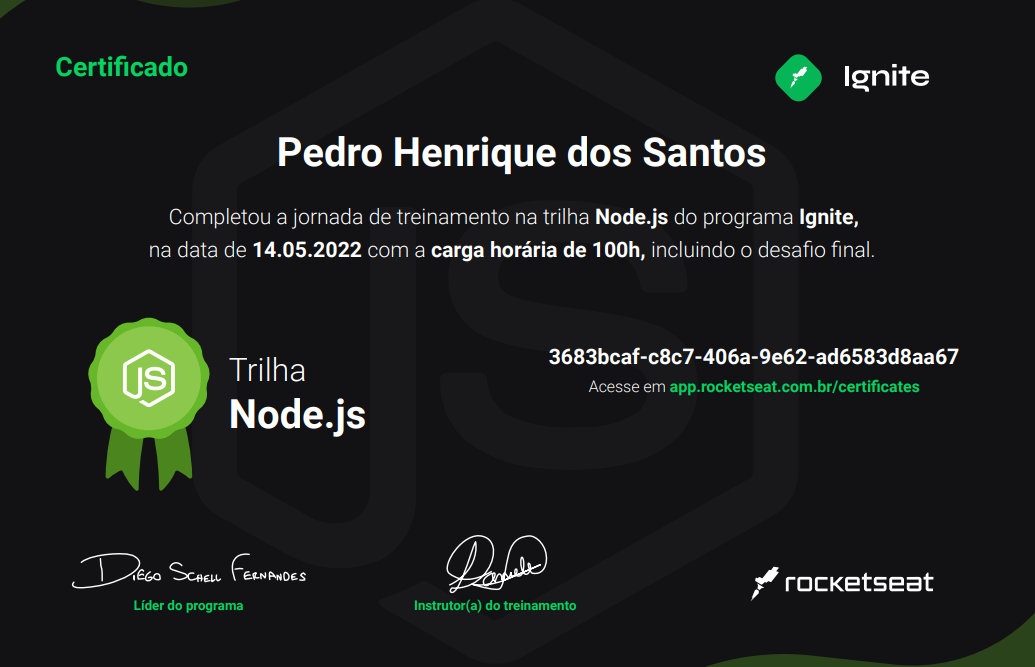 Certificado
Ignite
Pedro Henrique dos Santos
Completou a jornada de treinamento na trilha Node.js do programa Ignite,
na data de 14.05.2022 com a carga horária de 100h, incluindo o desafio final.
JS
Trilha
Node.js
3683bcaf-c8c7-406a-9e62-ad6583d8aa67
Acesse em app.rocketseat.com.br/certificates
Diego Schell Fernandes
Líder do programa
Daniele
Instrutor(a) do treinamento
rocketseat